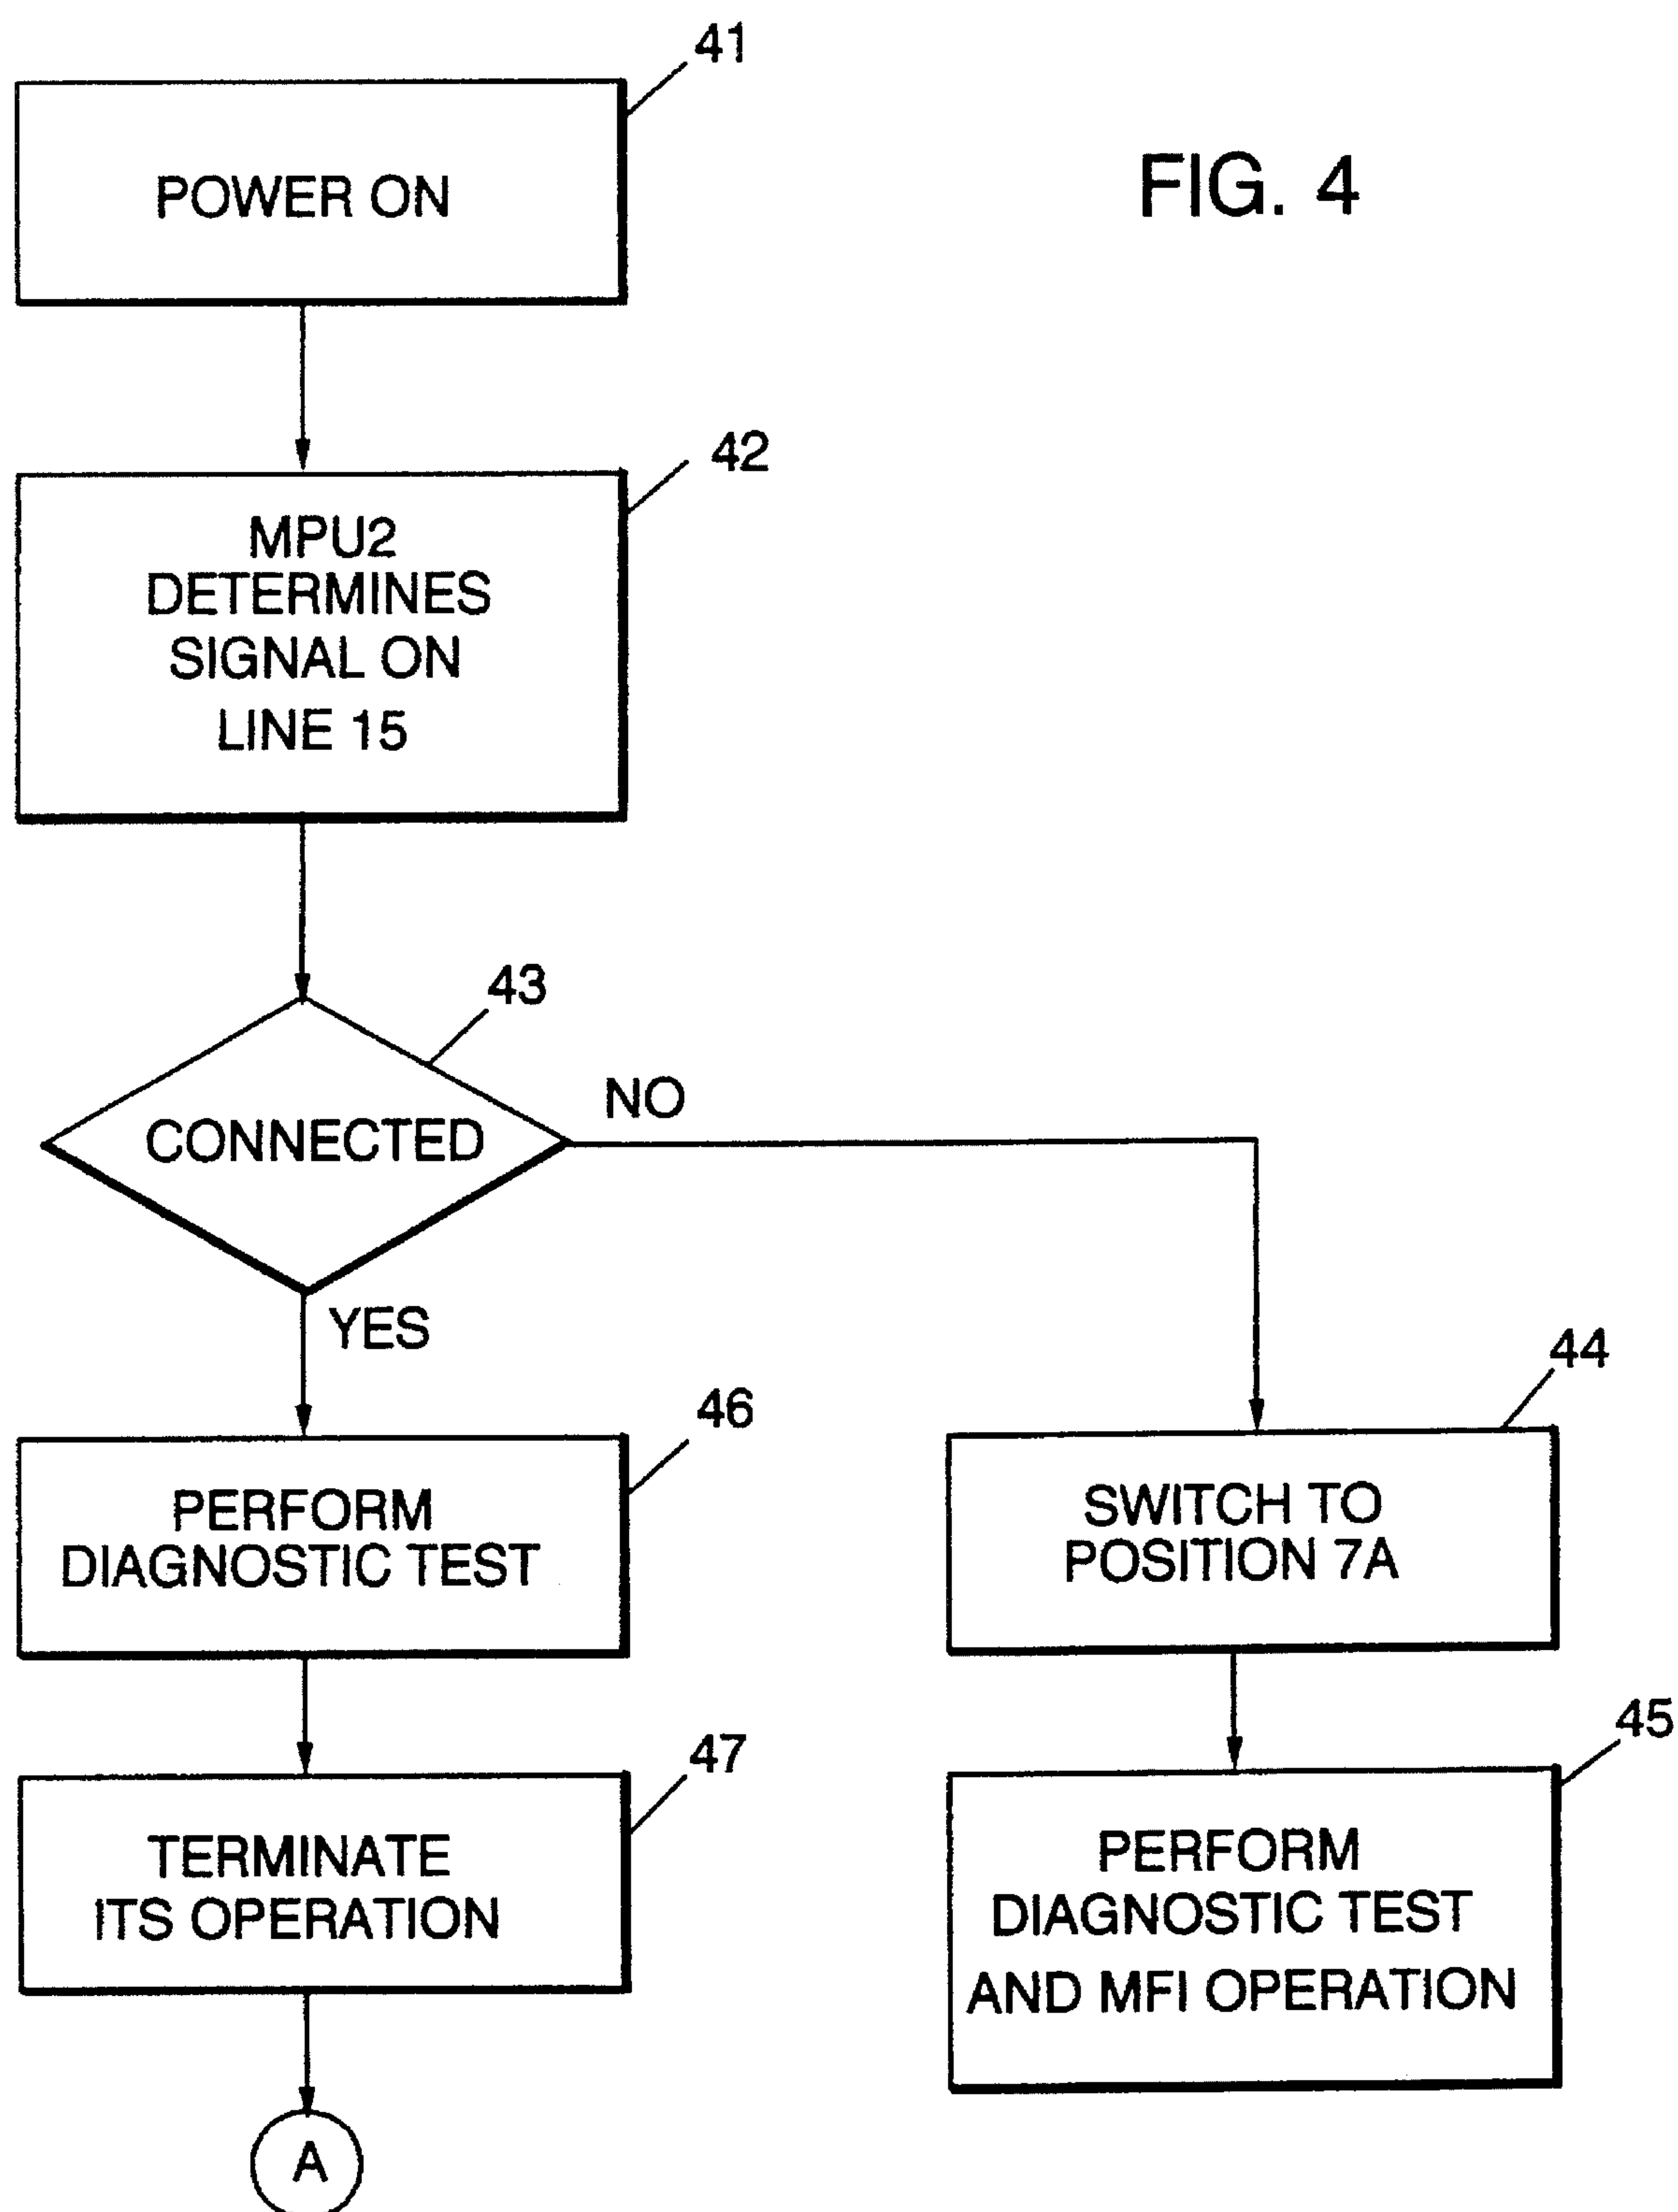 41
FIG. 4
POWER ON
42
MPU2
DETERMINES
SIGNAL ON
LINE 15
43
CONNECTED
NO
YES
44
46
PERFORM
DIAGNOSTIC TEST
SWITCH TO
POSITION 7A
45
47
TERMINATE
ITS OPERATION
PERFORM
DIAGNOSTIC TEST
AND MFI OPERATION
A